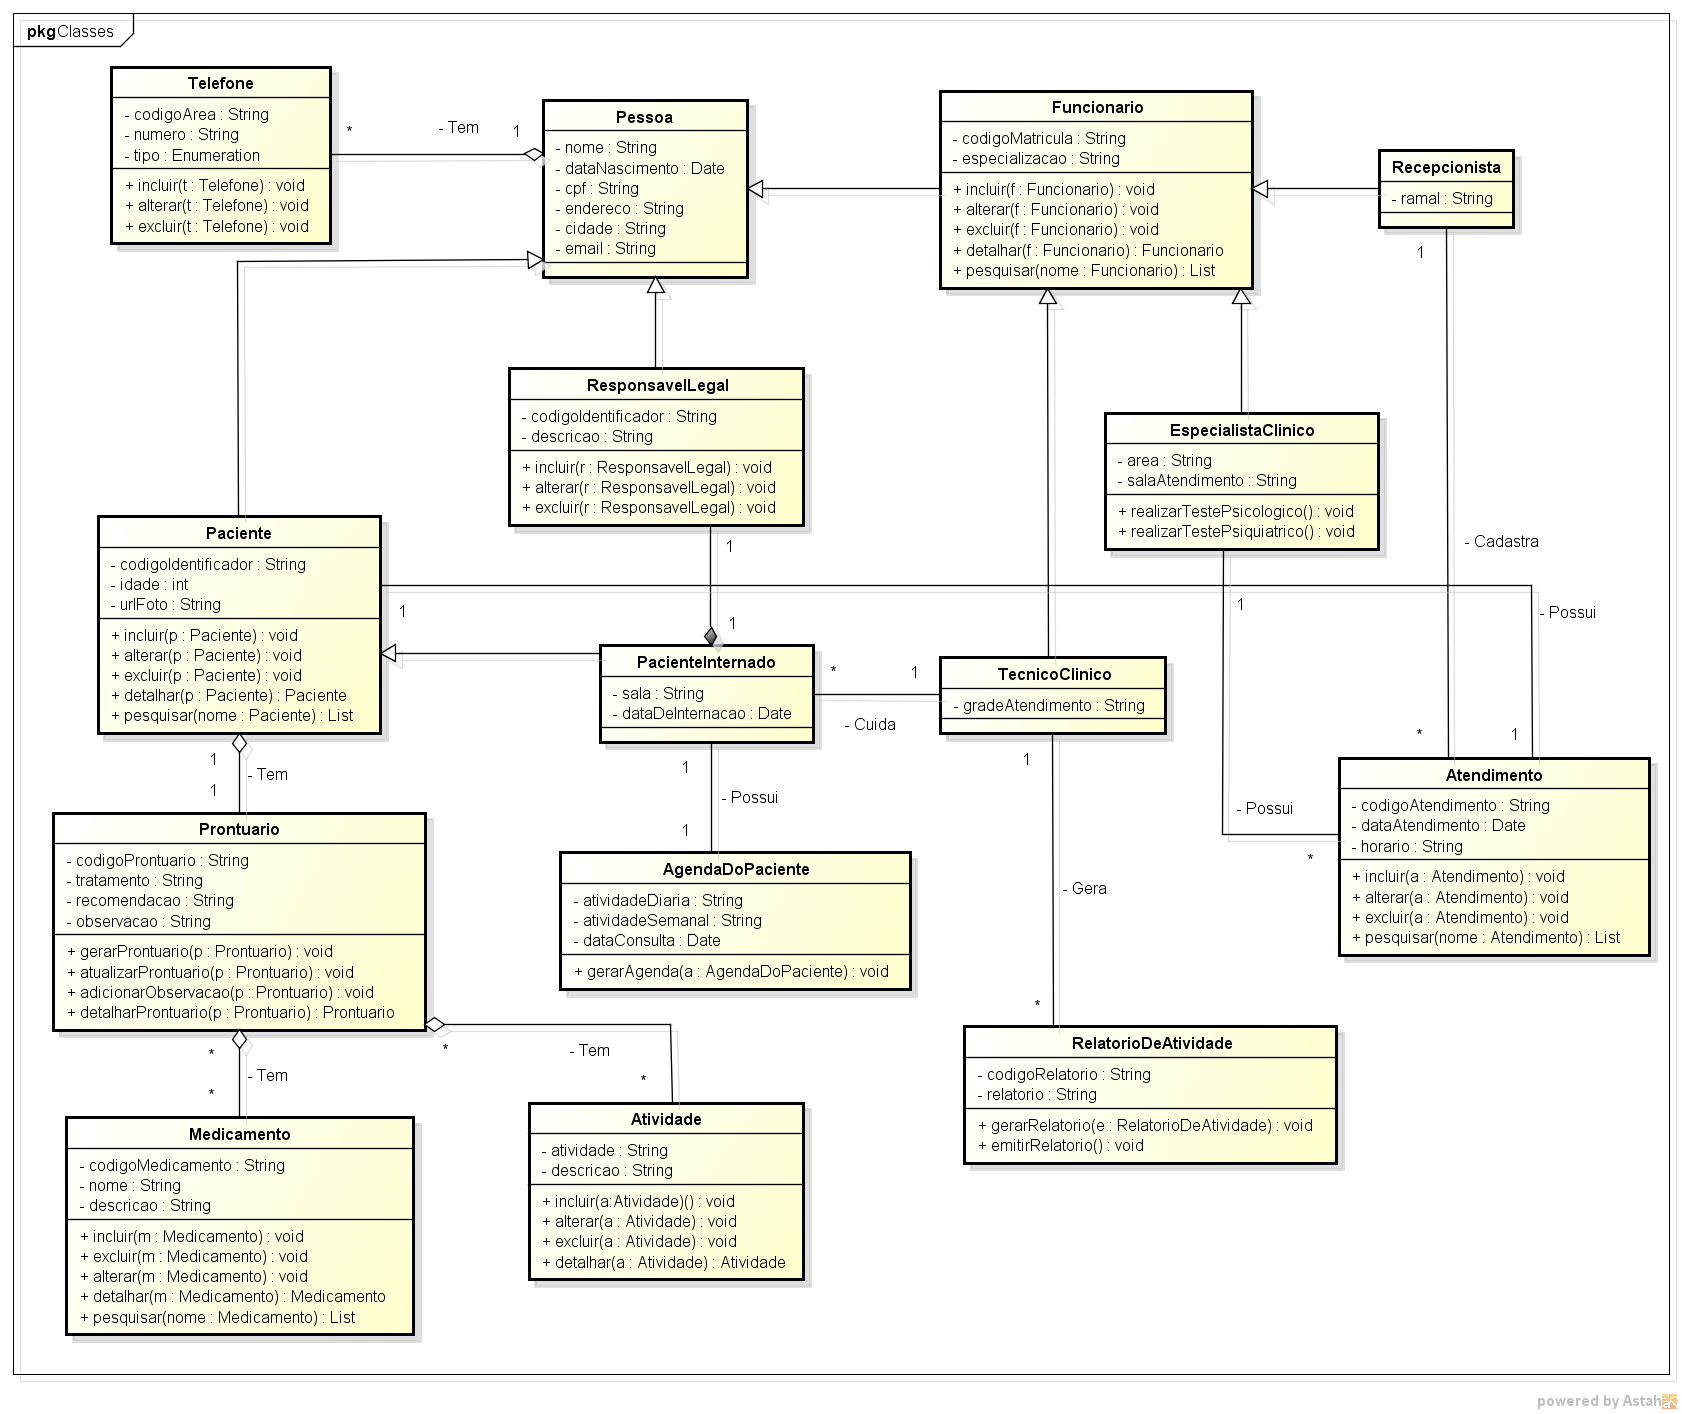 pkg Classes
Telefone
- codigoArea : String
- numero : String
- tipo : Enumeration
+ incluir(t : Telefone) : void
+ alterar(t : Telefone) : void
+ excluir(t : Telefone) : void
*
- Tem
1
Pessoa
- nome : String
- dataNascimento : Date
- cpf : String
- endereco : String
- cidade : String
- email : String
Funcionario
- codigoMatricula : String
- especializacao : String
+ incluir(f : Funcionario) : void
+ alterar(f : Funcionario) : void
+ excluir(f : Funcionario) : void
+ detalhar(f : Funcionario) : Funcionario
+ pesquisar(nome : Funcionario) : List
Recepcionista
- ramal : String
1
- Cadastra
*
ResponsavelLegal
- codigoIdentificador : String
- descricao : String
+ incluir(r : ResponsavelLegal) : void
+ alterar(r : ResponsavelLegal) : void
+ excluir(r : ResponsavelLegal) : void
1
1
EspecialistaClinico
- area : String
- salaAtendimento : String
+ realizarTestePsicologico() : void
+ realizarTestePsiquiatrico() : void
1
- Possui
*
Paciente
- codigoIdentificador : String
- idade : int
- urlFoto : String
+ incluir(p : Paciente) : void
+ alterar(p : Paciente) : void
+ excluir(p : Paciente) : void
+ detalhar(p : Paciente) : Paciente
+ pesquisar(nome : Paciente) : List
1
- Possui
1
PacienteInternado
- sala : String
- dataDeInternacao : Date
*
1
- Cuida
TecnicoClinico
- gradeAtendimento : String
1
- Gera
*
1
- Tem
1
1
- Possui
1
Atendimento
- codigoAtendimento : String
- dataAtendimento : Date
- horario : String
+ incluir(a : Atendimento) : void
+ alterar(a : Atendimento) : void
+ excluir(a : Atendimento) : void
+ pesquisar(nome : Atendimento) : List
Prontuario
- codigoProntuario : String
- tratamento : String
- recomendacao : String
- observacao : String
+ gerarProntuario(p : Prontuario) : void
+ atualizarProntuario(p : Prontuario) : void
+ adicionarObservacao(p : Prontuario) : void
+ detalharProntuario(p : Prontuario) : Prontuario
AgendaDoPaciente
- atividadeDiaria : String
- atividadeSemanal : String
- dataConsulta : Date
+ gerarAgenda(a : AgendaDoPaciente) : void
*
- Tem
*
*
- Tem
*
RelatorioDeAtividade
- codigoRelatorio : String
- relatorio : String
+ gerarRelatorio(e : RelatorioDeAtividade) : void
+ emitirRelatorio() : void
Medicamento
- codigoMedicamento : String
- nome : String
- descricao : String
+ incluir(m : Medicamento) : void
+ excluir(m : Medicamento) : void
+ alterar(m : Medicamento) : void
+ detalhar(m : Medicamento) : Medicamento
+ pesquisar(nome : Medicamento) : List
Atividade
- atividade : String
- descricao : String
+ incluir(a:Atividade)() : void
+ alterar(a : Atividade) : void
+ excluir(a : Atividade) : void
+ detalhar(a : Atividade) : Atividade
powered by Astah